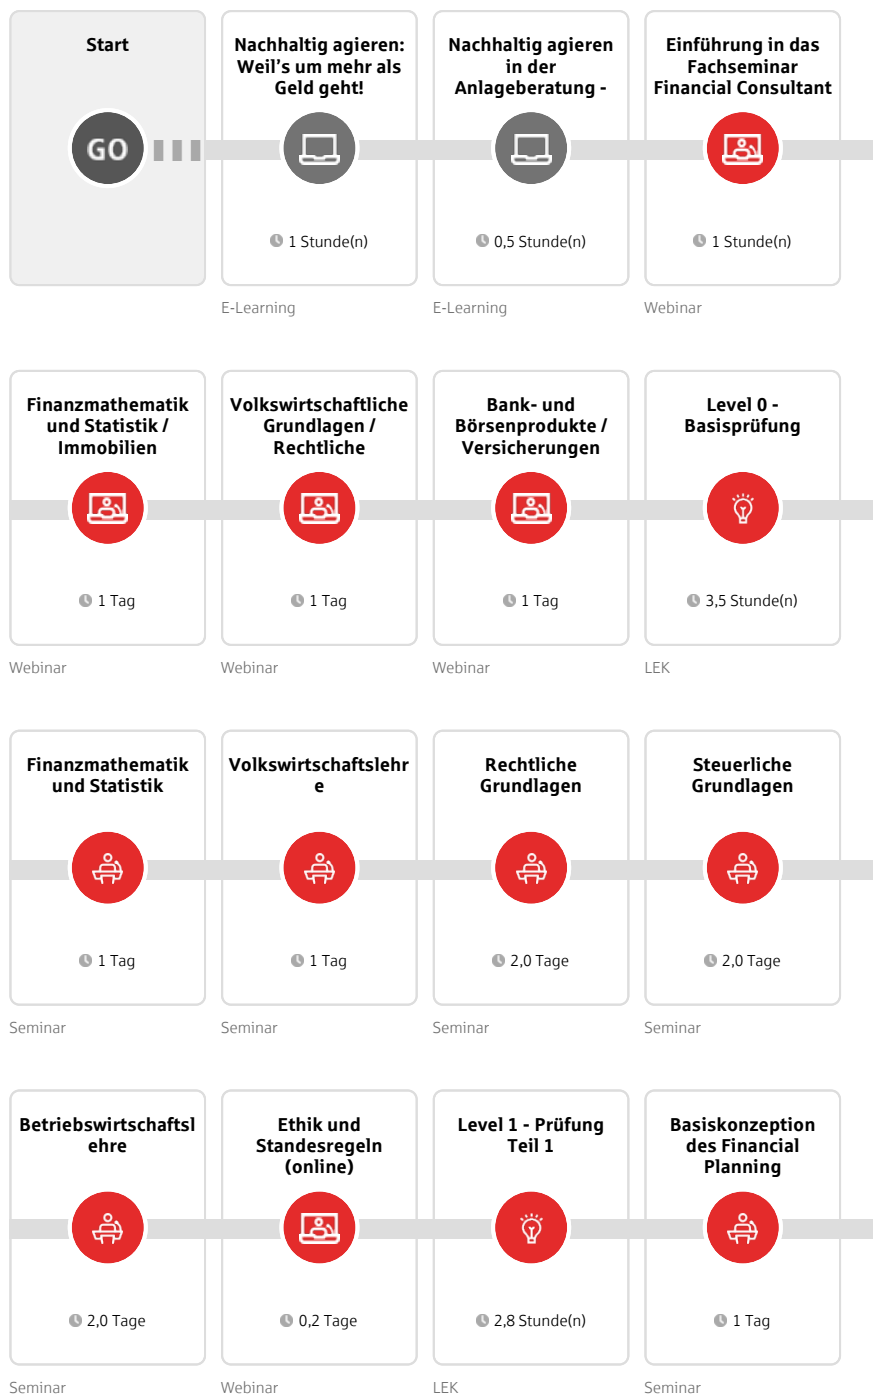 Start
GO
Nachhaltig agieren:
Weil's um mehr als
Geld geht!
1 Stunde(n)
E-Learning
Nachhaltig agieren
in der
Anlageberatung -
0,5 Stunde(n)
E-Learning
Einführung in das
Fachseminar
Financial Consultant
1 Stunde(n)
Webinar
Finanzmathematik
und Statistik /
Immobilien
1 Tag
Webinar
Volkswirtschaftliche
Grundlagen /
Rechtliche
1 Tag
Webinar
Bank- und
Börsenprodukte /
Versicherungen
1 Tag
Webinar
Level 0 -
Basisprüfung
3,5 Stunde(n)
LEK
Finanzmathematik
und Statistik
1 Tag
Seminar
Volkswirtschaftslehr
e
1 Tag
Seminar
Rechtliche
Grundlagen
2,0 Tage
Seminar
Steuerliche
Grundlagen
2,0 Tage
Seminar
Betriebswirtschaftsl
ehre
2,0 Tage
Seminar
Ethik und
Standesregeln
(online)
0,2 Tage
Webinar
Level 1 - Prüfung
Teil 1
2,8 Stunde(n)
LEK
Basiskonzeption
des Financial
Planning
1 Tag
Seminar